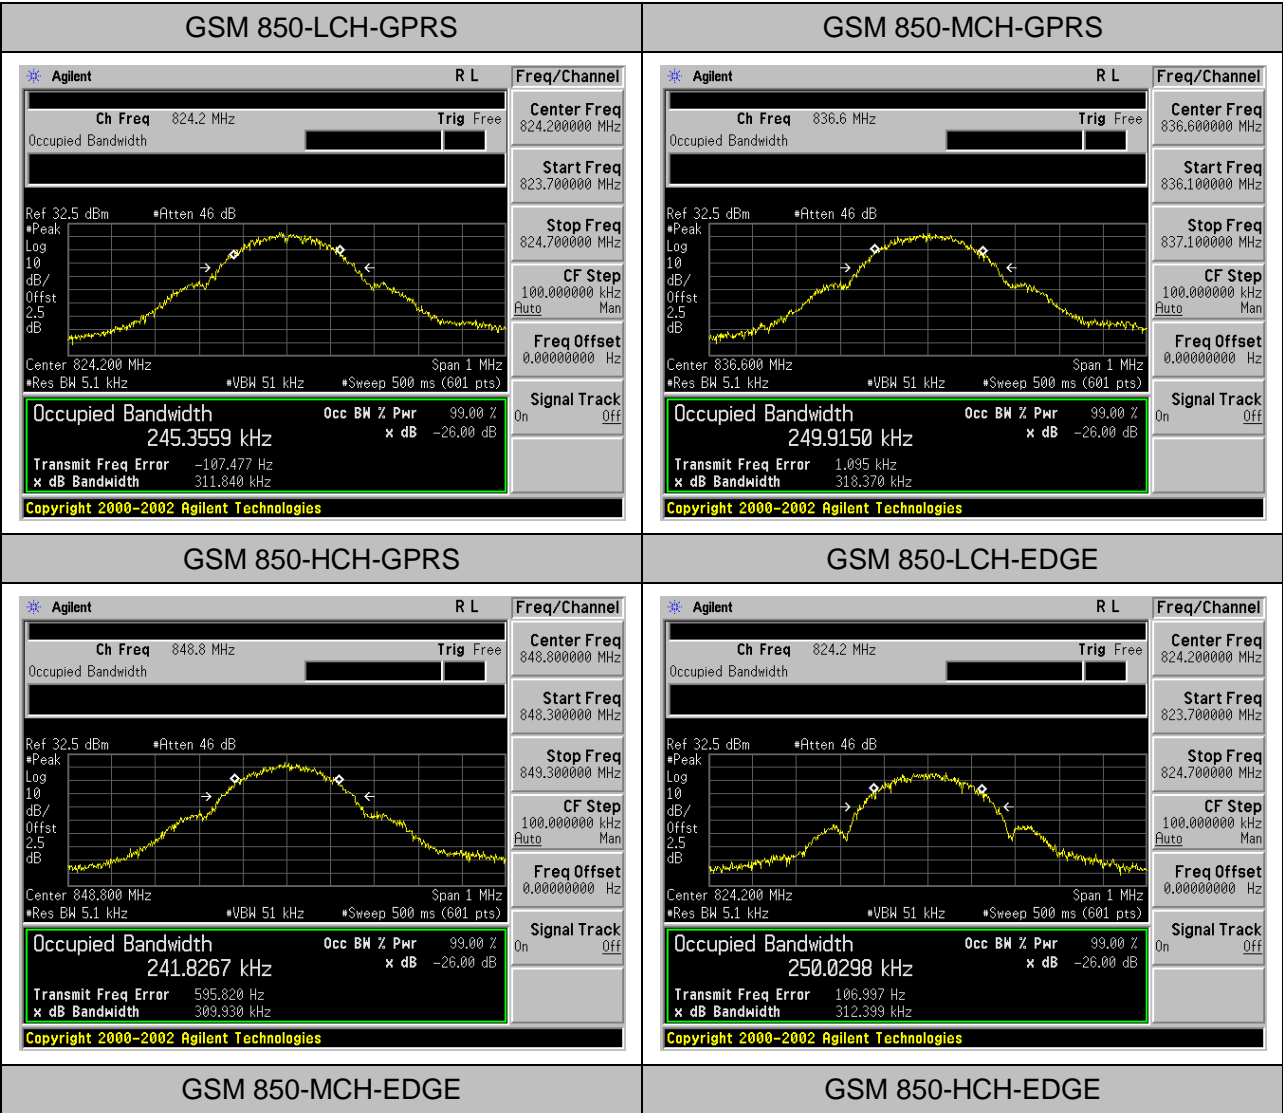 GSM 850-LCH-GPRS
GSM 850-MCH-GPRS
Agilent R L Freq/Channel
Ch Freq 824.2 MHz Trig Free
Occupied Bandwidth
Center Freq
824.200000 MHz
Start Freq
823.700000 MHz
Stop Freq
824.700000 MHz
CF Step
100.000000 kHz
Auto Man
Freq Offset
0.00000000 Hz
Signal Track
On Off
Ref 32.5 dBm #Atten 46 dB
#Peak
Log
10
dB/
Offst
2.5
dB
Center 824.200 MHz Span 1 MHz
#Res BW 5.1 kHz #VBW 51 kHz #Sweep 500 ms (601 pts)
Occupied Bandwidth Occ BW % Pwr 99.00 %
245.3559 kHz x dB -26.00 dB
Transmit Freq Error -107.477 Hz
x dB Bandwidth 311.840 kHz
Copyright 2000-2002 Agilent Technologies
Agilent R L Freq/Channel
Ch Freq 836.6 MHz Trig Free
Occupied Bandwidth
Center Freq
836.600000 MHz
Start Freq
836.100000 MHz
Stop Freq
837.100000 MHz
CF Step
100.000000 kHz
Auto Man
Freq Offset
0.00000000 Hz
Signal Track
On Off
Ref 32.5 dBm #Atten 46 dB
#Peak
Log
10
dB/
Offst
2.5
dB
Center 836.600 MHz Span 1 MHz
#Res BW 5.1 kHz #VBW 51 kHz #Sweep 500 ms (601 pts)
Occupied Bandwidth Occ BW % Pwr 99.00 %
249.9150 kHz x dB -26.00 dB
Transmit Freq Error 1.095 kHz
x dB Bandwidth 318.370 kHz
Copyright 2000-2002 Agilent Technologies
GSM 850-HCH-GPRS
GSM 850-LCH-EDGE
Agilent R L Freq/Channel
Ch Freq 848.8 MHz Trig Free
Occupied Bandwidth
Center Freq
848.800000 MHz
Start Freq
848.300000 MHz
Stop Freq
849.300000 MHz
CF Step
100.000000 kHz
Auto Man
Freq Offset
0.00000000 Hz
Signal Track
On Off
Ref 32.5 dBm #Atten 46 dB
#Peak
Log
10
dB/
Offst
2.5
dB
Center 848.800 MHz Span 1 MHz
#Res BW 5.1 kHz #VBW 51 kHz #Sweep 500 ms (601 pts)
Occupied Bandwidth Occ BW % Pwr 99.00 %
241.8267 kHz x dB -26.00 dB
Transmit Freq Error 595.820 Hz
x dB Bandwidth 309.930 kHz
Copyright 2000-2002 Agilent Technologies
Agilent R L Freq/Channel
Ch Freq 824.2 MHz Trig Free
Occupied Bandwidth
Center Freq
824.200000 MHz
Start Freq
823.700000 MHz
Stop Freq
824.700000 MHz
CF Step
100.000000 kHz
Auto Man
Freq Offset
0.00000000 Hz
Signal Track
On Off
Ref 32.5 dBm #Atten 46 dB
#Peak
Log
10
dB/
Offst
2.5
dB
Center 824.200 MHz Span 1 MHz
#Res BW 5.1 kHz #VBW 51 kHz #Sweep 500 ms (601 pts)
Occupied Bandwidth Occ BW % Pwr 99.00 %
250.0298 kHz x dB -26.00 dB
Transmit Freq Error 106.997 Hz
x dB Bandwidth 312.399 kHz
Copyright 2000-2002 Agilent Technologies
GSM 850-MCH-EDGE
GSM 850-HCH-EDGE